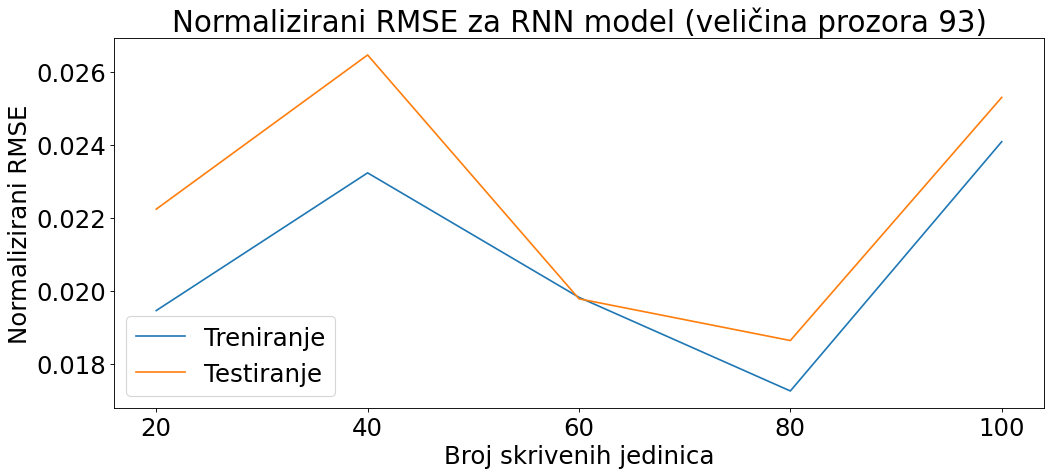 Normalizirani RMSE za RNN model (veličina prozora 93)
Normalizirani RMSE
0.026
0.024
0.022
0.020
0.018
Treniranje
Testiranje
20 40 60 80 100
Broj skrivenih jedinica